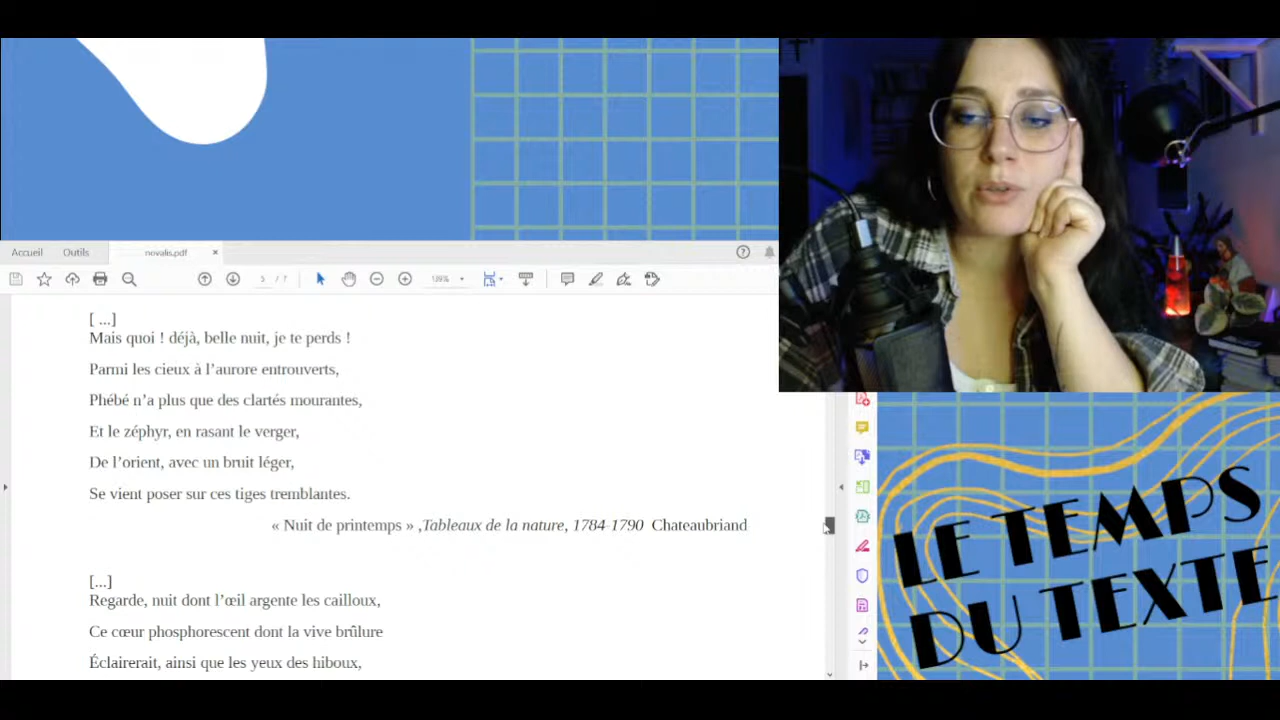 Accueil Outils novalis.pdf
5 / 7 139%
[ ...]
Mais quoi ! déjà, belle nuit, je te perds !
Parmi les cieux à l’aurore entrouverts,
Phébé n’a plus que des clartés mourantes,
Et le zéphyr, en rasant le verger,
De l’orient, avec un bruit léger,
Se vient poser sur ces tiges tremblantes.
« Nuit de printemps » ,Tableaux de la nature, 1784-1790 Chateaubriand
[...]
Regarde, nuit dont l’œil argente les cailloux,
Ce cœur phosphorescent dont la vive brûlure
Éclairerait, ainsi que les yeux des hiboux,
LE TEMPS
DU TEXTE